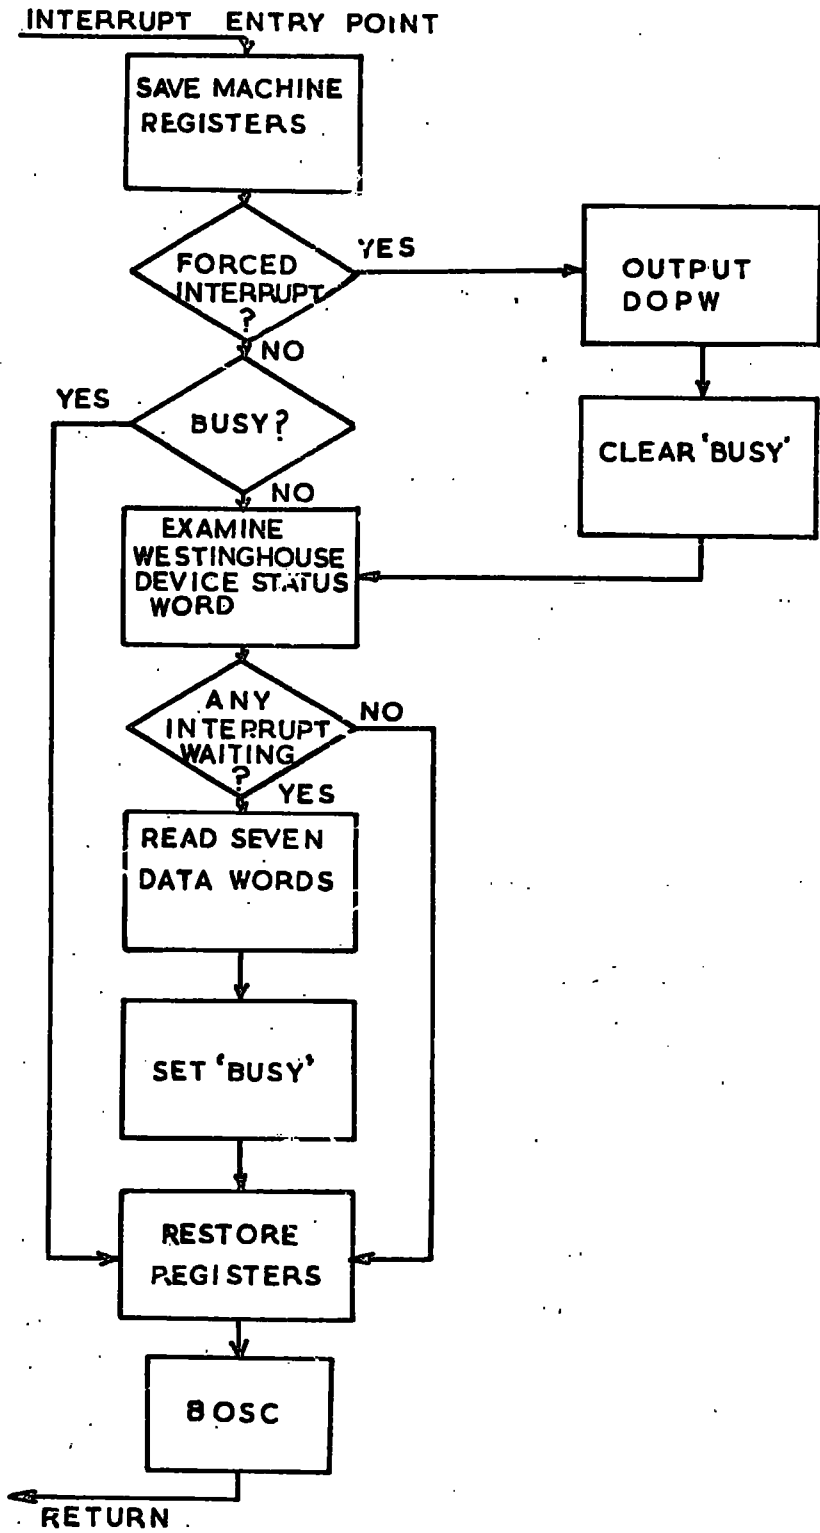 INTERRUPT ENTRY POINT
SAVE MACHINE
REGISTERS
FORCED
INTERRUPT
?
YES
OUTPUT
DOPW
NO
CLEAR 'BUSY'
YES
BUSY?
NO
EXAMINE
WESTINGHOUSE
DEVICE STATUS
WORD
ANY
INTERRUPT
WAITING
?
NO
YES
READ SEVEN
DATA WORDS
SET 'BUSY'
RESTORE
REGISTERS
BOSC
RETURN